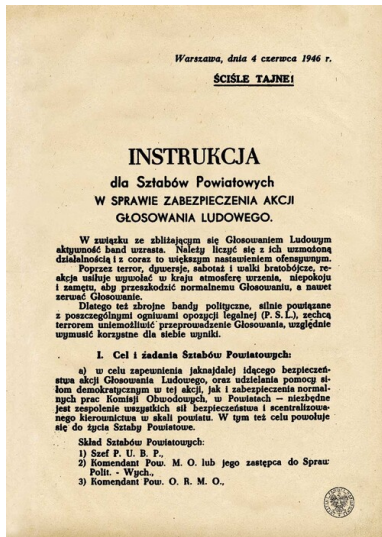 Warszawa, dnia 4 czerwca 1946 r.
ŚCIŚLE TAJNE!
INSTRUKCJA
dla Sztabów Powiatowych
W SPRAWIE ZABEZPIECZENIA AKCJI
GŁOSOWANIA LUDOWEGO.
W związku ze zbliżającym się Głosowaniem Ludowym
aktywność band wzrasta. Należy liczyć się z ich wzmożoną
działalnością i z coraz to większym nastawieniem ofensywnym.
Poprzez terror, dywersje, sabotaż i walki bratobójcze, re-
akcja usiłuje wywołać w kraju atmosferę wrzenia, niepokoju
i zamętu, aby przeszkodzić normalnemu Głosowaniu, a nawet
zerwać Głosowanie.
Dlatego też zbrojne bandy polityczne, silnie powiązane
z poszczególnymi ogniwami opozycji legalnej (P. S. L.), zechcą
terrorem uniemożliwić przeprowadzenie Głosowania, względnie
wymusić korzystne dla siebie wyniki.
I. Cel i żadania Sztabów Powiatowych:
a) w celu zapewnienia jaknajdalej idącego bezpieczeń-
stwa akcji Głosowania Ludowego, oraz udzielania pomocy si-
łom demokratycznym w tej akcji, jak i zabezpieczenia normal-
nych prac Komisji Obwodowych, w Powiatach — niezbędne
jest zespolenie wszystkich sił bezpieczeństwa i scentralizowa-
nego kierownictwa w skali powiatu. W tym też celu powołuje
się do życia Sztaby Powiatowe.
Skład Sztabów Powiatowych:
1) Szef P. U. B. P.,
2) Komendant Pow. M. O. lub jego zastępca do Spraw
Polit. - Wych.,
3) Komendant Pow. O. R. M. O.,